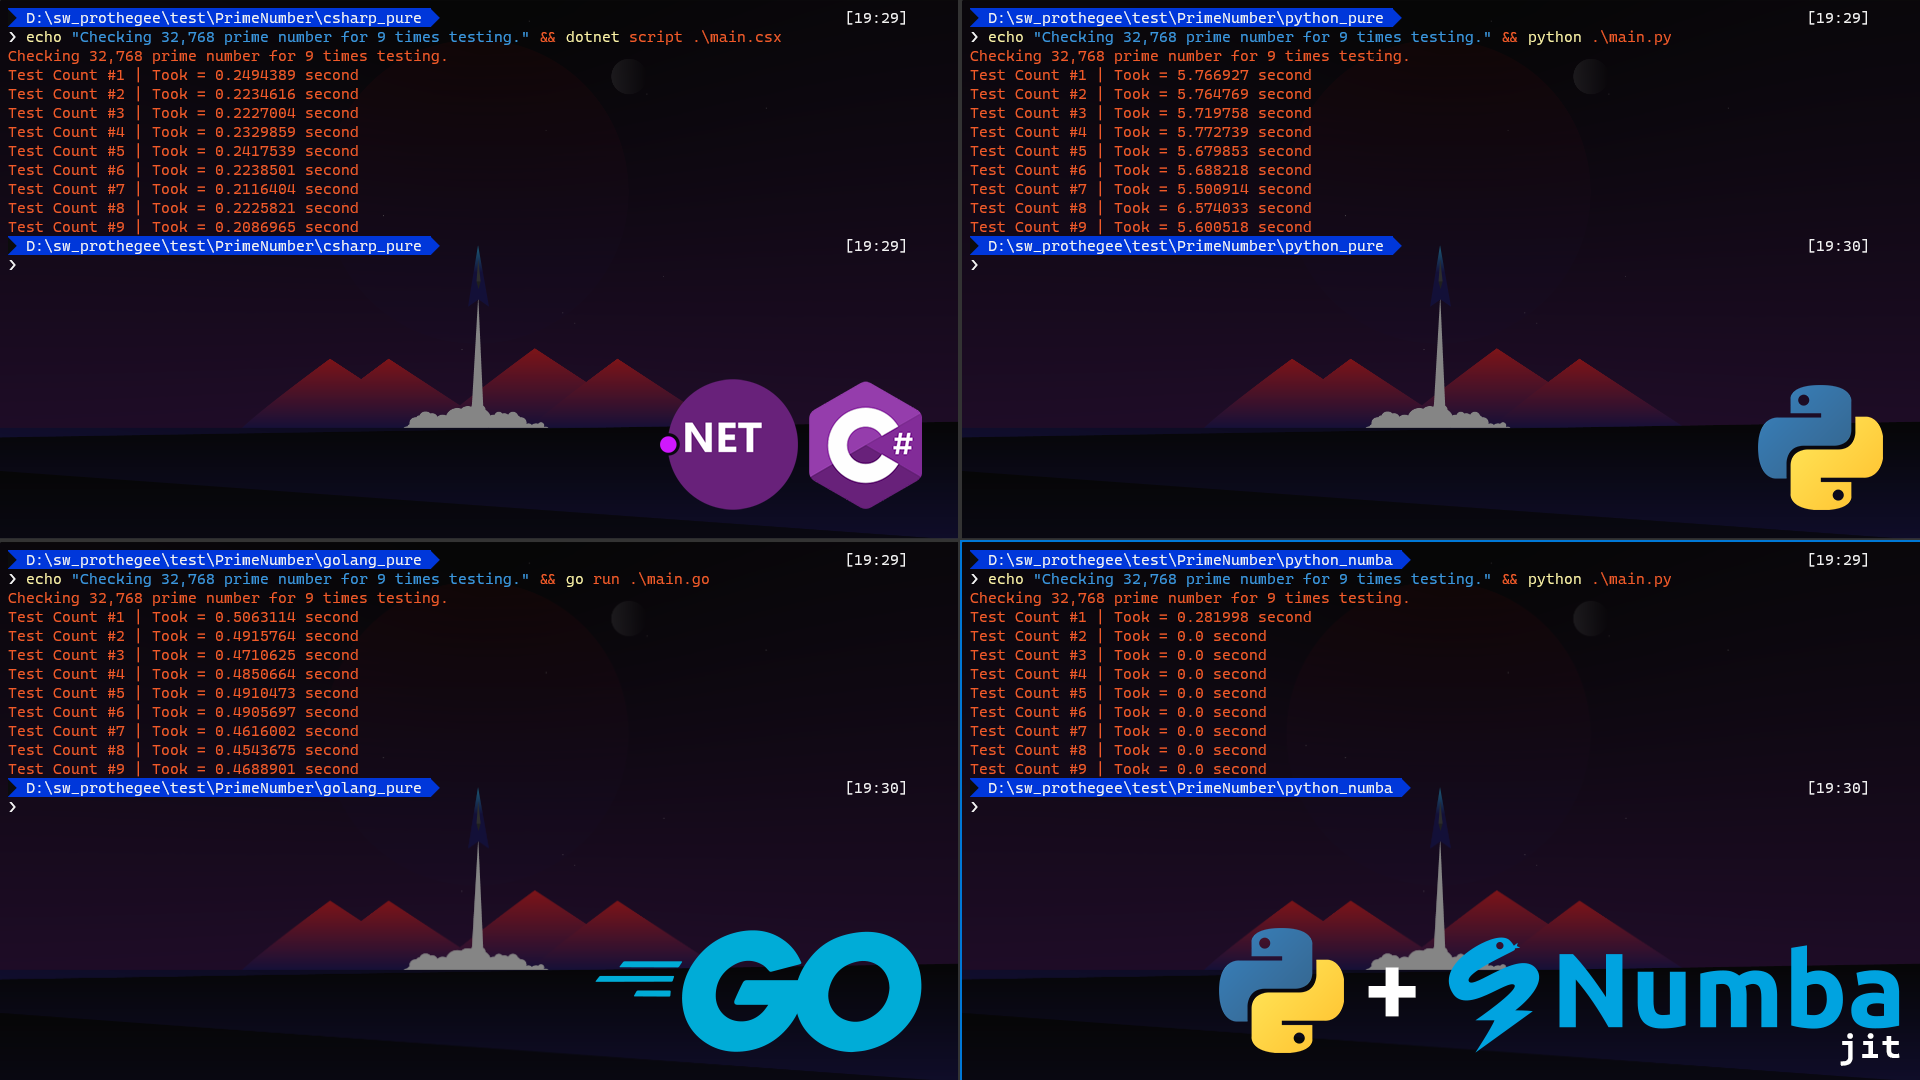 D:\sw_prothegee\test\PrimeNumber\csharp_pure [19:29]
❯ echo "Checking 32,768 prime number for 9 times testing." && dotnet script .\main.csx
Checking 32,768 prime number for 9 times testing.
Test Count #1 | Took = 0.2494389 second
Test Count #2 | Took = 0.2234616 second
Test Count #3 | Took = 0.2227004 second
Test Count #4 | Took = 0.2329859 second
Test Count #5 | Took = 0.2417539 second
Test Count #6 | Took = 0.2238501 second
Test Count #7 | Took = 0.2116404 second
Test Count #8 | Took = 0.2225821 second
Test Count #9 | Took = 0.2086965 second
D:\sw_prothegee\test\PrimeNumber\csharp_pure [19:29]
❯
.NET C#
D:\sw_prothegee\test\PrimeNumber\python_pure [19:29]
❯ echo "Checking 32,768 prime number for 9 times testing." && python .\main.py
Checking 32,768 prime number for 9 times testing.
Test Count #1 | Took = 5.766927 second
Test Count #2 | Took = 5.764769 second
Test Count #3 | Took = 5.719758 second
Test Count #4 | Took = 5.772739 second
Test Count #5 | Took = 5.679853 second
Test Count #6 | Took = 5.688218 second
Test Count #7 | Took = 5.500914 second
Test Count #8 | Took = 6.574033 second
Test Count #9 | Took = 5.600518 second
D:\sw_prothegee\test\PrimeNumber\python_pure [19:30]
❯
D:\sw_prothegee\test\PrimeNumber\golang_pure [19:29]
❯ echo "Checking 32,768 prime number for 9 times testing." && go run .\main.go
Checking 32,768 prime number for 9 times testing.
Test Count #1 | Took = 0.5063114 second
Test Count #2 | Took = 0.4915764 second
Test Count #3 | Took = 0.4710625 second
Test Count #4 | Took = 0.4850664 second
Test Count #5 | Took = 0.4910473 second
Test Count #6 | Took = 0.4905697 second
Test Count #7 | Took = 0.4616002 second
Test Count #8 | Took = 0.4543675 second
Test Count #9 | Took = 0.4688901 second
D:\sw_prothegee\test\PrimeNumber\golang_pure [19:30]
❯
GO
D:\sw_prothegee\test\PrimeNumber\python_numba [19:29]
❯ echo "Checking 32,768 prime number for 9 times testing." && python .\main.py
Checking 32,768 prime number for 9 times testing.
Test Count #1 | Took = 0.281998 second
Test Count #2 | Took = 0.0 second
Test Count #3 | Took = 0.0 second
Test Count #4 | Took = 0.0 second
Test Count #5 | Took = 0.0 second
Test Count #6 | Took = 0.0 second
Test Count #7 | Took = 0.0 second
Test Count #8 | Took = 0.0 second
Test Count #9 | Took = 0.0 second
D:\sw_prothegee\test\PrimeNumber\python_numba [19:30]
❯
+ Numba
jit